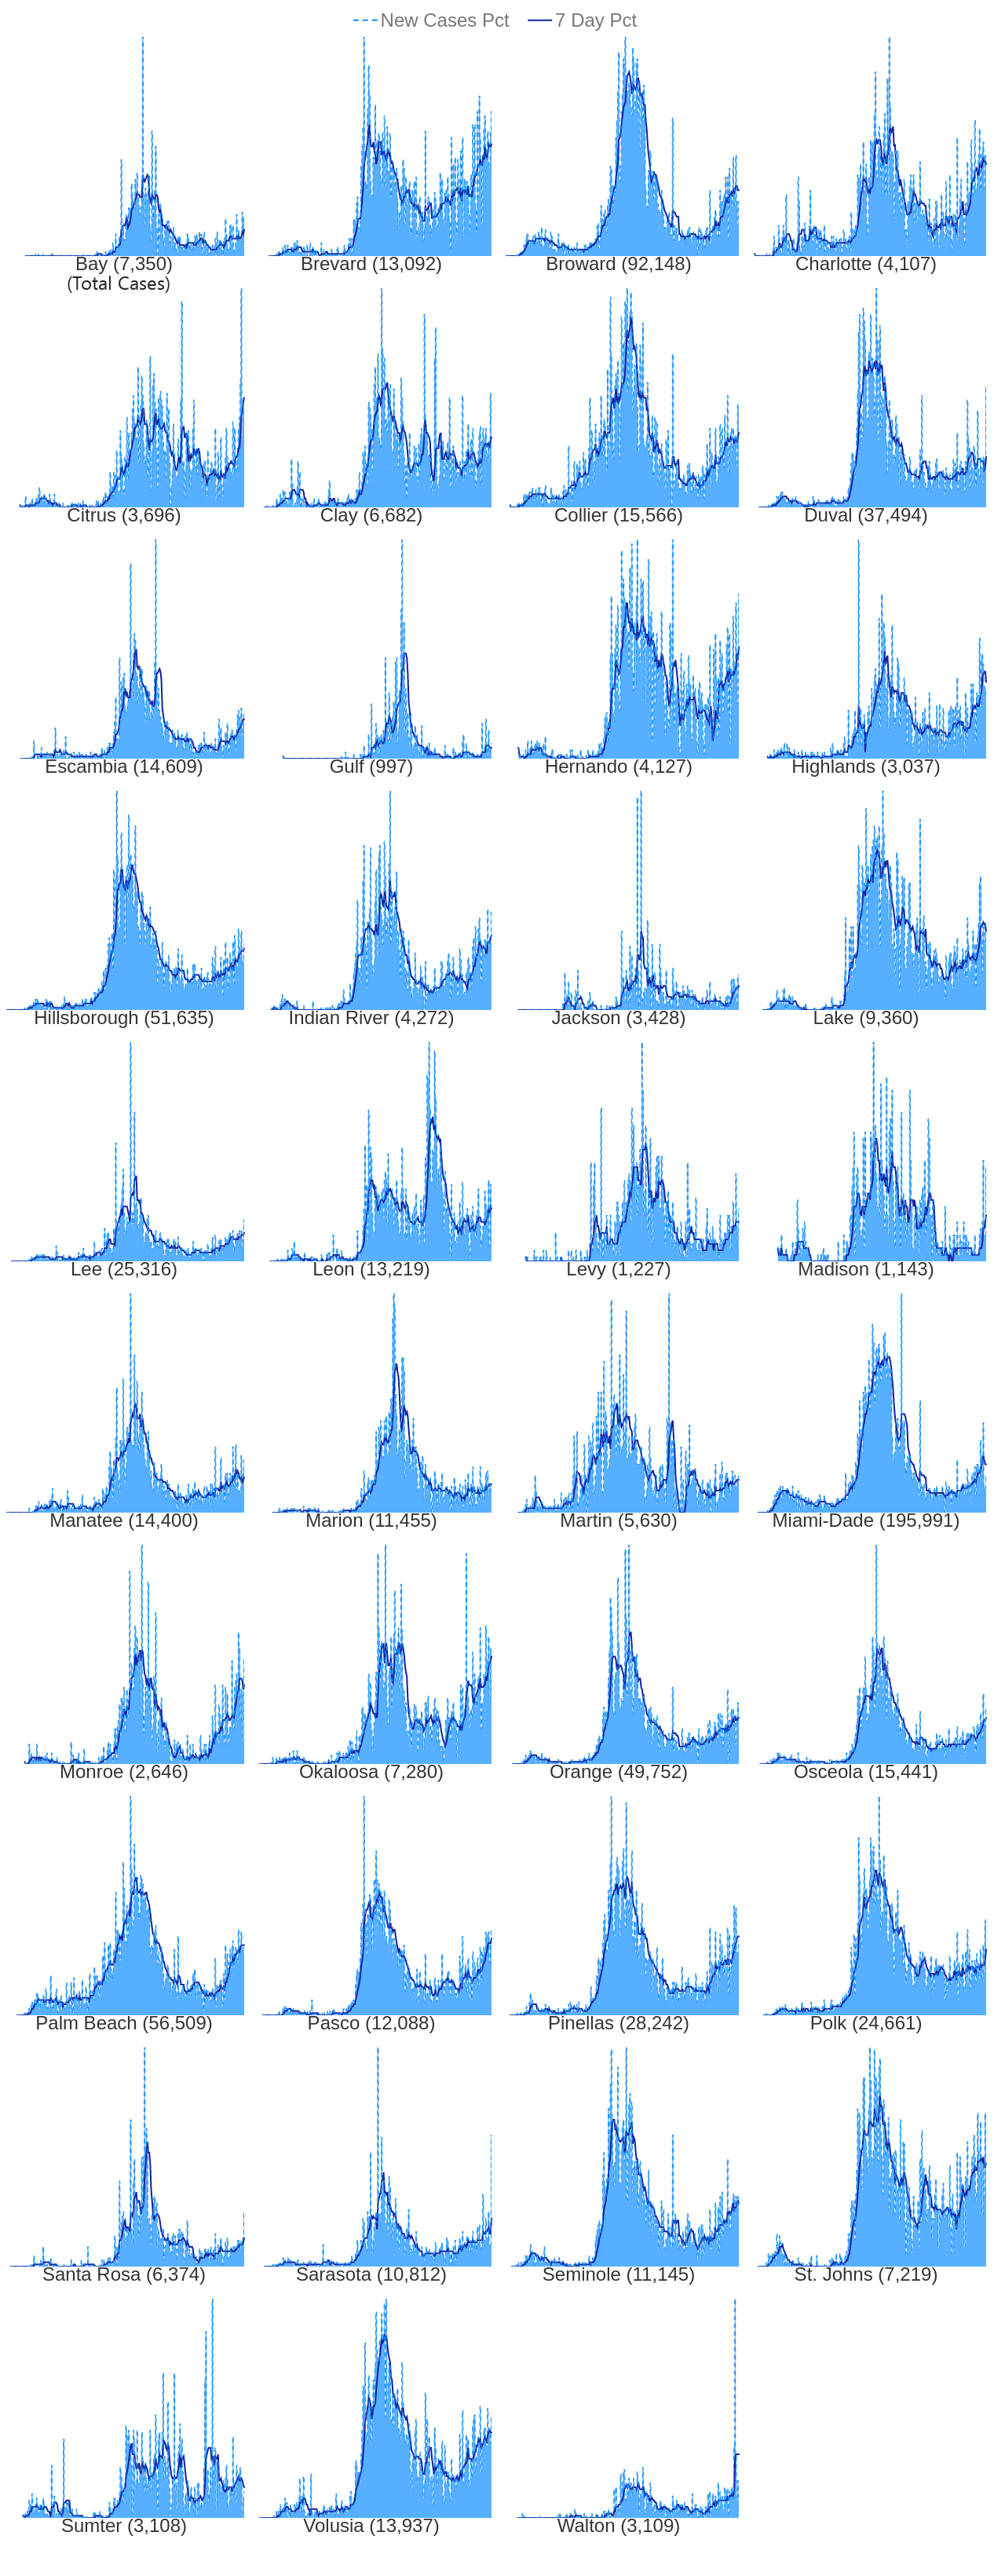 New Cases Pct 7 Day Pct
Bay (7,350) Brevard (13,092) Broward (92,148) Charlotte (4,107)
(Total Cases)
Citrus (3,696) Clay (6,682) Collier (15,566) Duval (37,494)
Escambia (14,609) Gulf (997) Hernando (4,127) Highlands (3,037)
Hillsborough (51,635) Indian River (4,272) Jackson (3,428) Lake (9,360)
Lee (25,316) Leon (13,219) Levy (1,227) Madison (1,143)
Manatee (14,400) Marion (11,455) Martin (5,630) Miami-Dade (195,991)
Monroe (2,646) Okaloosa (7,280) Orange (49,752) Osceola (15,441)
Palm Beach (56,509) Pasco (12,088) Pinellas (28,242) Polk (24,661)
Santa Rosa (6,374) Sarasota (10,812) Seminole (11,145) St. Johns (7,219)
Sumter (3,108) Volusia (13,937) Walton (3,109)